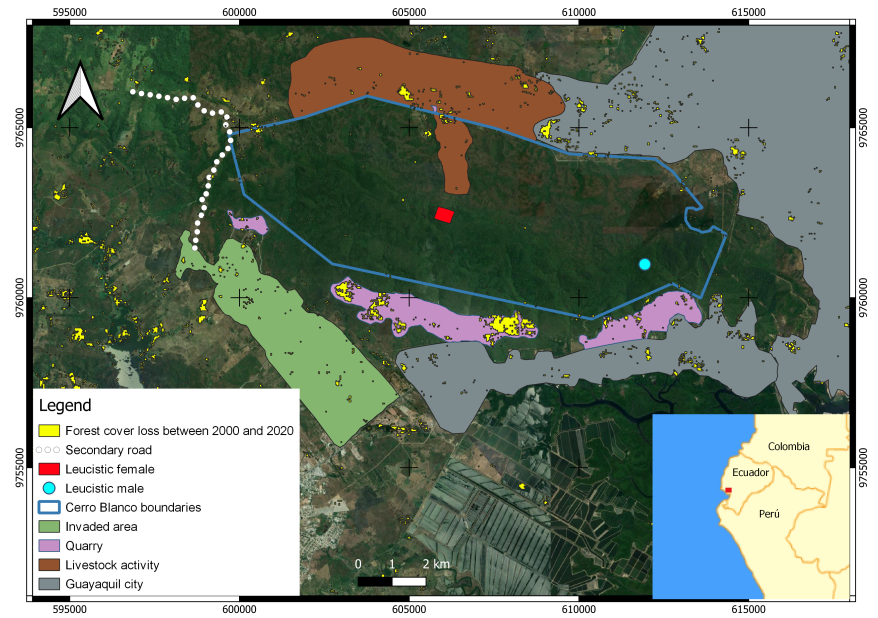 595000 600000 605000 610000 615000
9765000 9765000
9760000 9760000
9755000 9755000
Legend
Forest cover loss between 2000 and 2020
Secondary road
Leucistic female
Leucistic male
Cerro Blanco boundaries
Invaded area
Quarry
Livestock activity
Guayaquil city
0 1 2 km
Colombia
Ecuador
Perú
595000 600000 605000 610000 615000